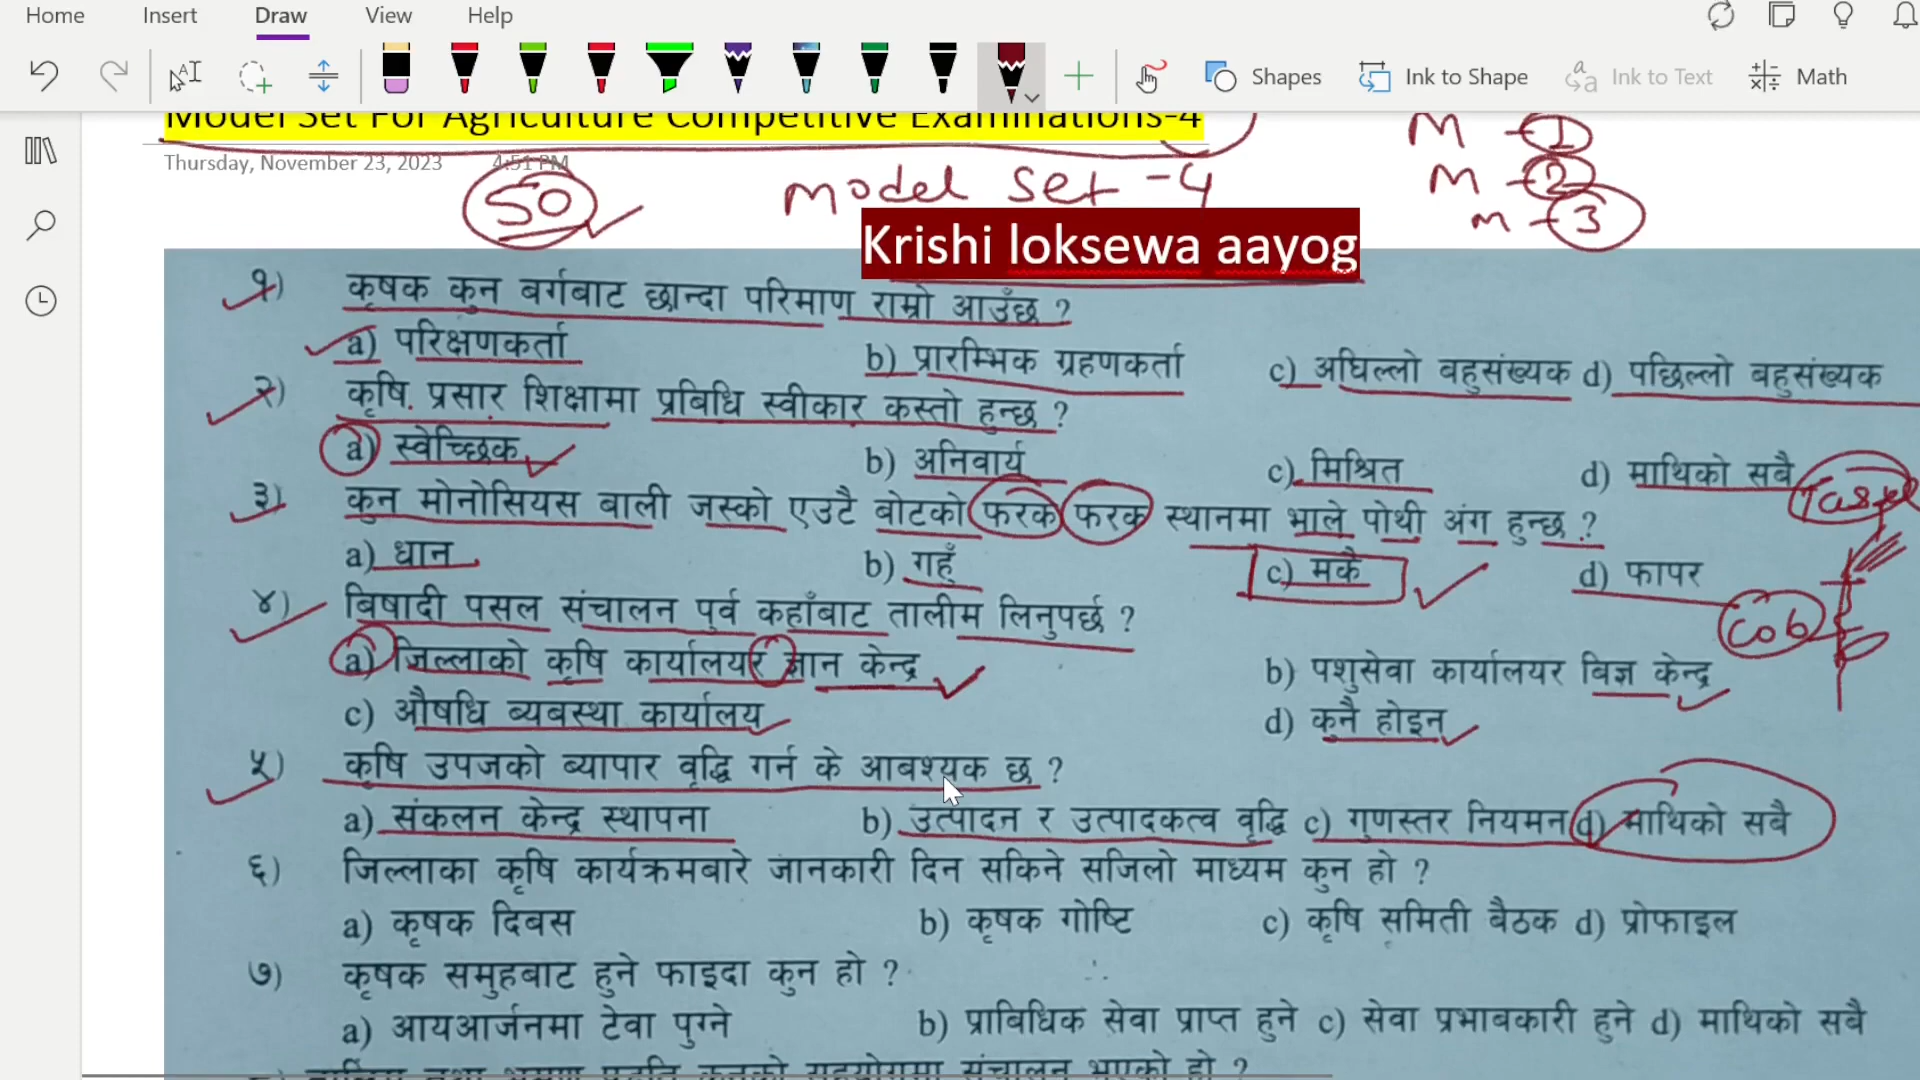 Home Insert Draw View Help
Shapes Ink to Shape Ink to Text Math
Model Set For Agriculture Competitive Examinations-4
Thursday, November 23, 2023 4:51 PM
M - 1
M - 2
M - 3
50
Model Set - 4
Krishi loksewa aayog
१) कृषक कुन बर्गबाट छान्दा परिमाण राम्रो आउँछ ?
a) परिक्षणकर्ता b) प्रारम्भिक ग्रहणकर्ता c) अघिल्लो बहुसंख्यक d) पछिल्लो बहुसंख्यक
२) कृषि प्रसार शिक्षामा प्रबिधि स्वीकार कस्तो हुन्छ ?
a) स्वेच्छिक b) अनिवार्य c) मिश्रित d) माथिको सबै
Tassel
३) कुन मोनोसियस बाली जस्को एउटै बोटको फरक फरक स्थानमा भाले पोथी अंग हुन्छ ?
a) धान b) गहूँ c) मकै d) फापर
Cob
४) बिषादी पसल संचालन पुर्व कहाँबाट तालीम लिनुपर्छ ?
a) जिल्लाको कृषि कार्यालयर ज्ञान केन्द्र b) पशुसेवा कार्यालयर बिज्ञ केन्द्र
c) औषधि ब्यबस्था कार्यालय d) कुनै होइन
५) कृषि उपजको ब्यापार वृद्धि गर्न के आबश्यक छ ?
a) संकलन केन्द्र स्थापना b) उत्पादन र उत्पादकत्व वृद्धि c) गुणस्तर नियमन d) माथिको सबै
६) जिल्लाका कृषि कार्यक्रमबारे जानकारी दिन सकिने सजिलो माध्यम कुन हो ?
a) कृषक दिबस b) कृषक गोष्टि c) कृषि समिती बैठक d) प्रोफाइल
७) कृषक समुहबाट हुने फाइदा कुन हो ?
a) आयआर्जनमा टेवा पुग्ने b) प्राबिधिक सेवा प्राप्त हुने c) सेवा प्रभाबकारी हुने d) माथिको सबै